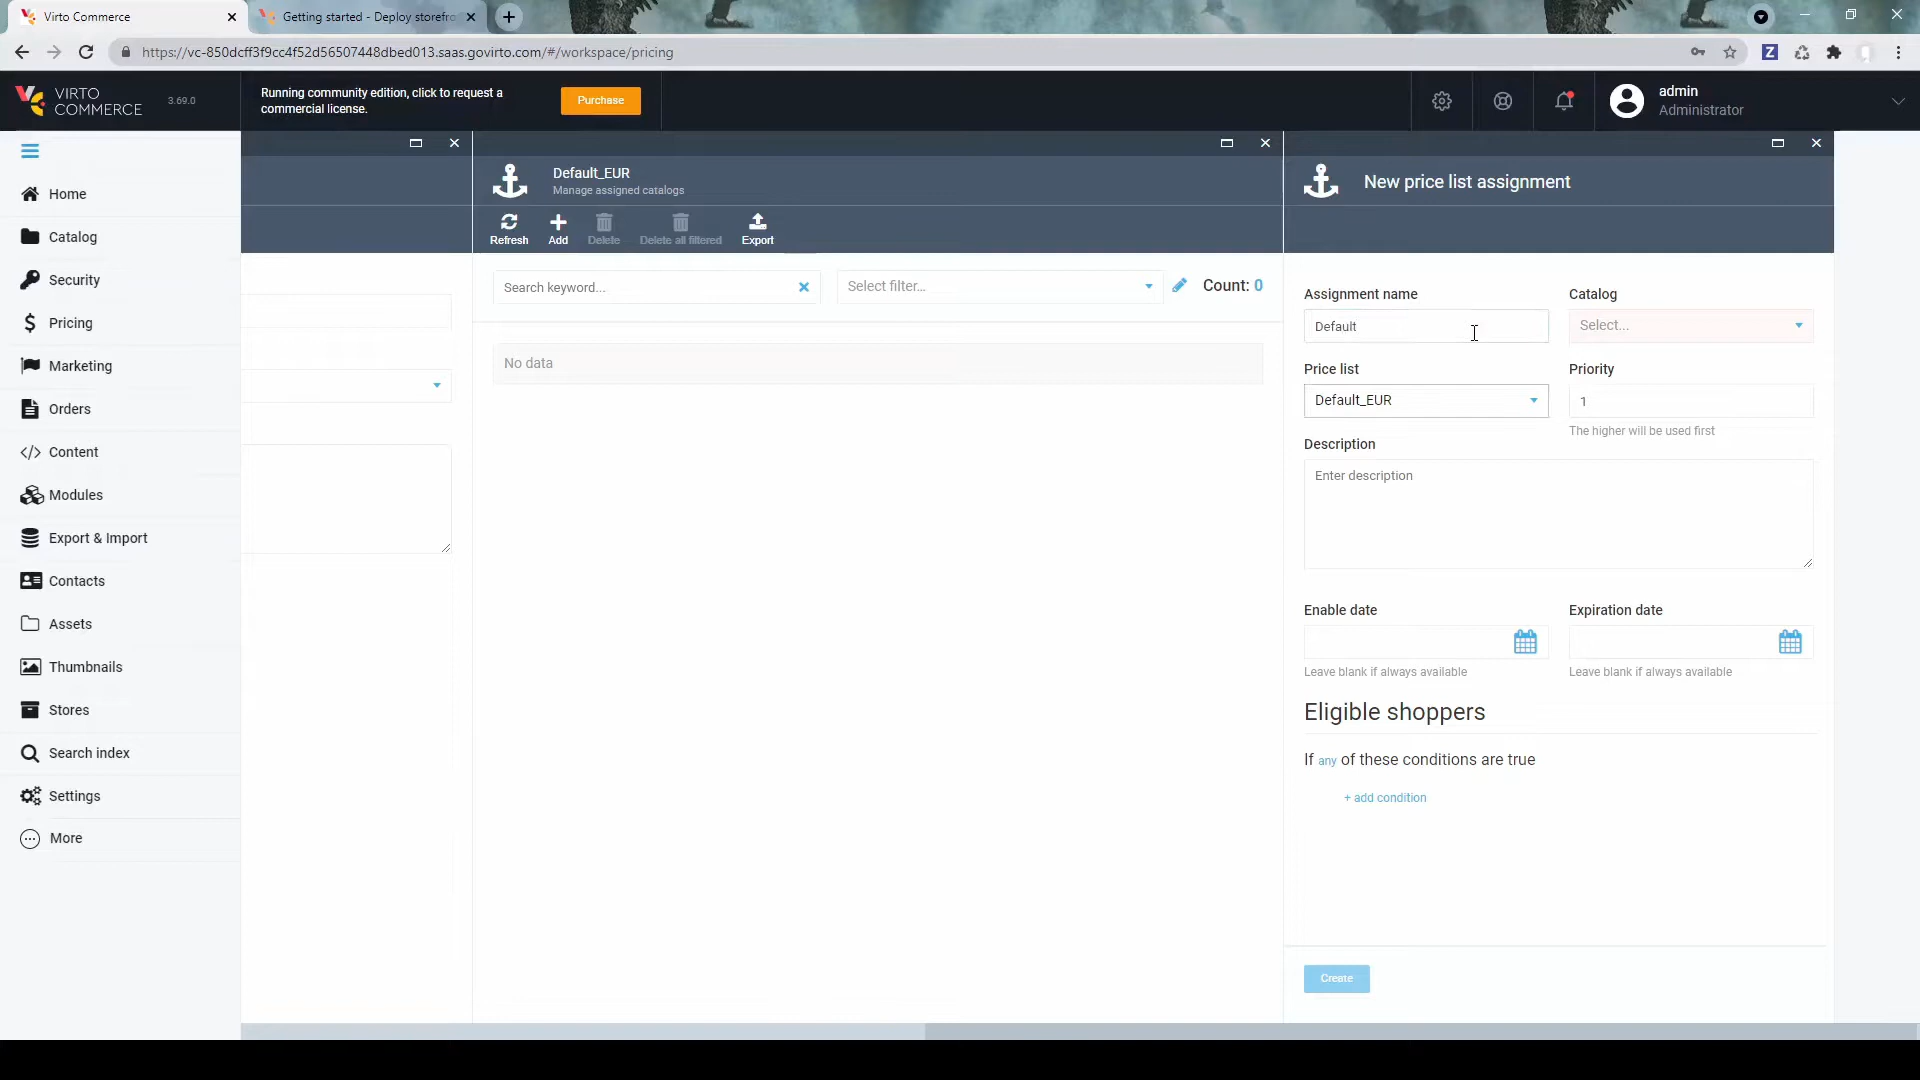 Virto Commerce
Getting started - Deploy storefro
https://vc-850dcff3f9cc4f52d56507448dbed013.saas.govirto.com/#/workspace/pricing
VIRTO
COMMERCE
3.69.0
Running community edition, click to request a
commercial license.
Purchase
admin
Administrator
Home
Catalog
Security
Pricing
Marketing
Orders
Content
Modules
Export & Import
Contacts
Assets
Thumbnails
Stores
Search index
Settings
More
Default_EUR
Manage assigned catalogs
Refresh
Add
Delete
Delete all filtered
Export
Search keyword...
Select filter...
Count: 0
No data
New price list assignment
Assignment name
Catalog
Default
Select...
Price list
Priority
Default_EUR
1
The higher will be used first
Description
Enter description
Enable date
Expiration date
Leave blank if always available
Leave blank if always available
Eligible shoppers
If any of these conditions are true
+ add condition
Create